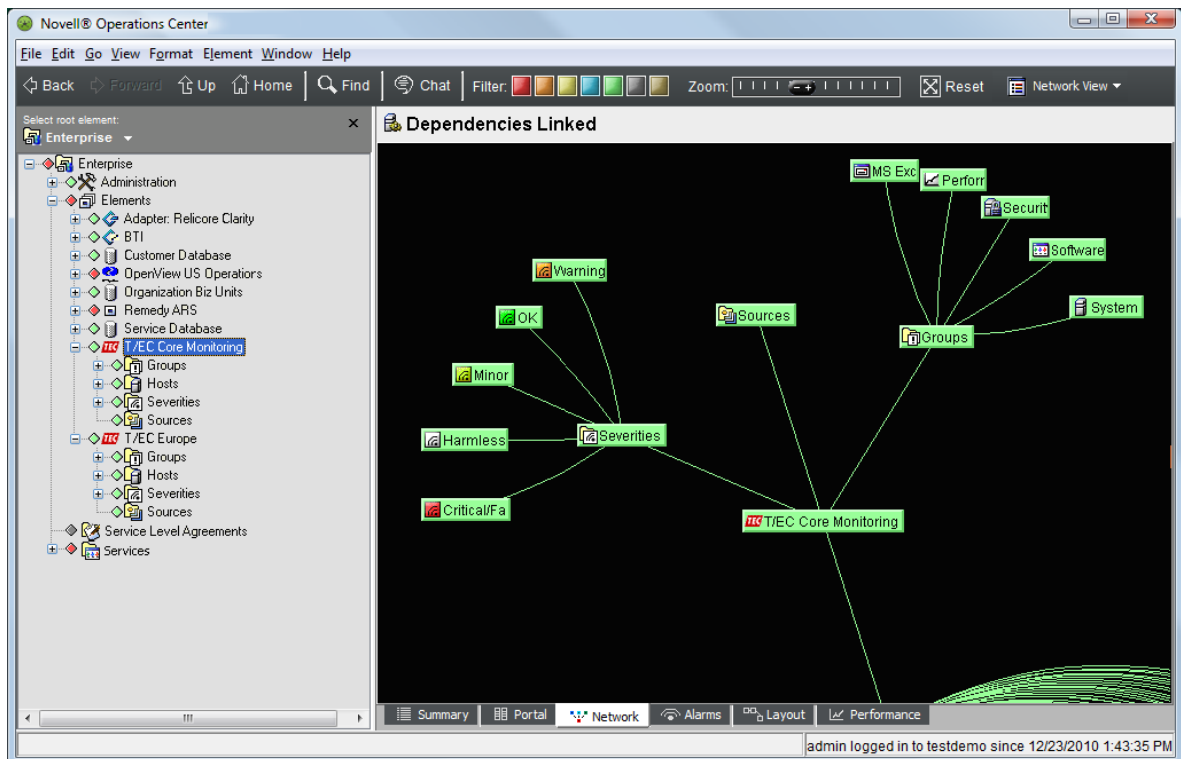 Novell® Operations Center
File Edit Go View Format Element Window Help
Back Forward Up Home Find Chat Filter: Zoom: Reset Network View
Select root element:
Enterprise
Dependencies Linked
Enterprise
Administration
Elements
Adapter: Relicore Clarity
BTI
Customer Database
OpenView US Operations
Organization Biz Units
Remedy ARS
Service Database
TEC T/EC Core Monitoring
Groups
Hosts
Severities
Sources
TEC T/EC Europe
Groups
Hosts
Severities
Sources
Service Level Agreements
Services
MS Exc
Perforr
Securit
Software
System
Groups
Warning
OK
Sources
Minor
Harmless
Severities
Critical/Fa
TEC T/EC Core Monitoring
Summary Portal Network Alarms Layout Performance
admin logged in to testdemo since 12/23/2010 1:43:35 PM